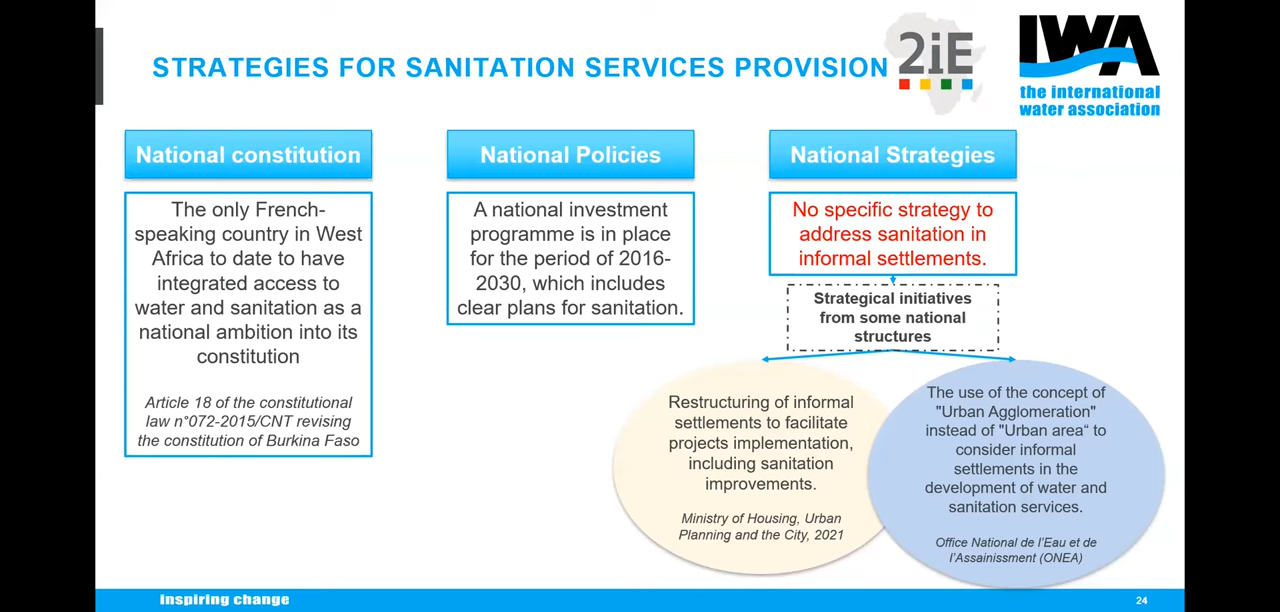 STRATEGIES FOR SANITATION SERVICES PROVISION
2iE
IWA
the international
water association
National constitution
The only French-
speaking country in West
Africa to date to have
integrated access to
water and sanitation as a
national ambition into its
constitution
Article 18 of the constitutional
law n°072-2015/CNT revising
the constitution of Burkina Faso
National Policies
A national investment
programme is in place
for the period of 2016-
2030, which includes
clear plans for sanitation.
National Strategies
No specific strategy to
address sanitation in
informal settlements.
Strategical initiatives
from some national
structures
Restructuring of informal
settlements to facilitate
projects implementation,
including sanitation
improvements.
Ministry of Housing, Urban
Planning and the City, 2021
The use of the concept of
"Urban Agglomeration"
instead of "Urban area“ to
consider informal
settlements in the
development of water and
sanitation services.
Office National de l’Eau et de
l’Assainissment (ONEA)
inspiring change
24